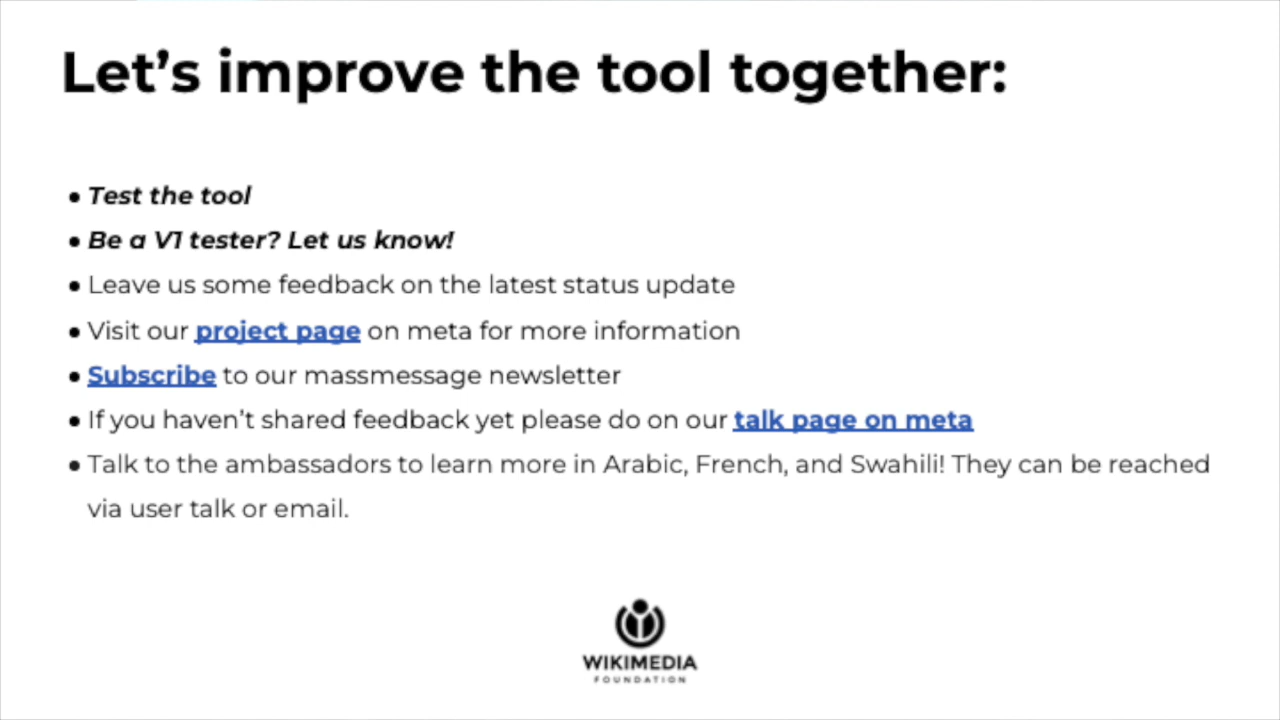 Let’s improve the tool together:
• Test the tool
• Be a V1 tester? Let us know!
• Leave us some feedback on the latest status update
• Visit our project page on meta for more information
• Subscribe to our massmessage newsletter
• If you haven’t shared feedback yet please do on our talk page on meta
• Talk to the ambassadors to learn more in Arabic, French, and Swahili! They can be reached
via user talk or email.
WIKIMEDIA
FOUNDATION